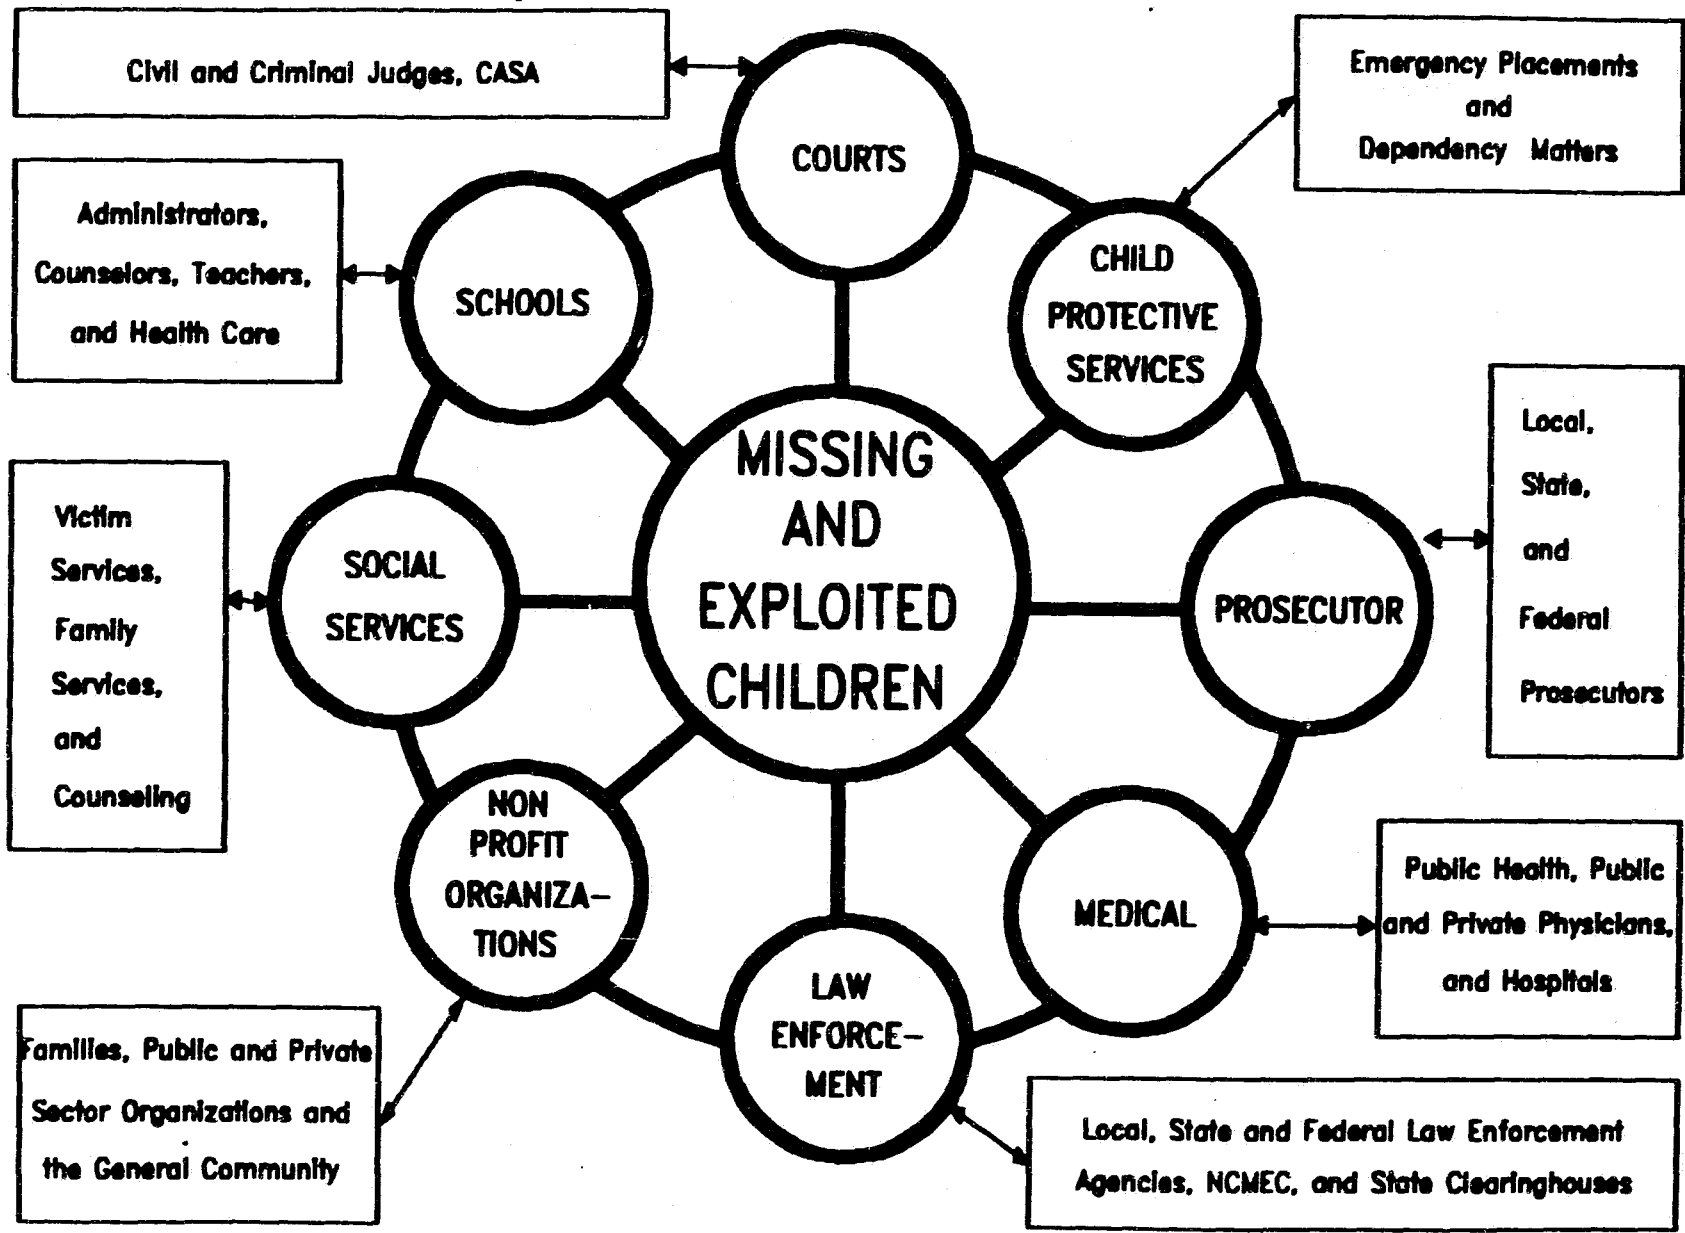 Civil and Criminal Judges, CASA
COURTS
Emergency Placements
and
Dependency Matters
Administrators,
Counselors, Teachers,
and Health Care
SCHOOLS
CHILD
PROTECTIVE
SERVICES
MISSING
AND
EXPLOITED
CHILDREN
Local,
State,
and
Federal
Prosecutors
PROSECUTOR
Victim
Services,
Family
Services,
and
Counseling
SOCIAL
SERVICES
NON
PROFIT
ORGANIZA–
TIONS
MEDICAL
Public Health, Public
and Private Physicians,
and Hospitals
LAW
ENFORCE–
MENT
Families, Public and Private
Sector Organizations and
the General Community
Local, State and Federal Law Enforcement
Agencies, NCMEC, and State Clearinghouses